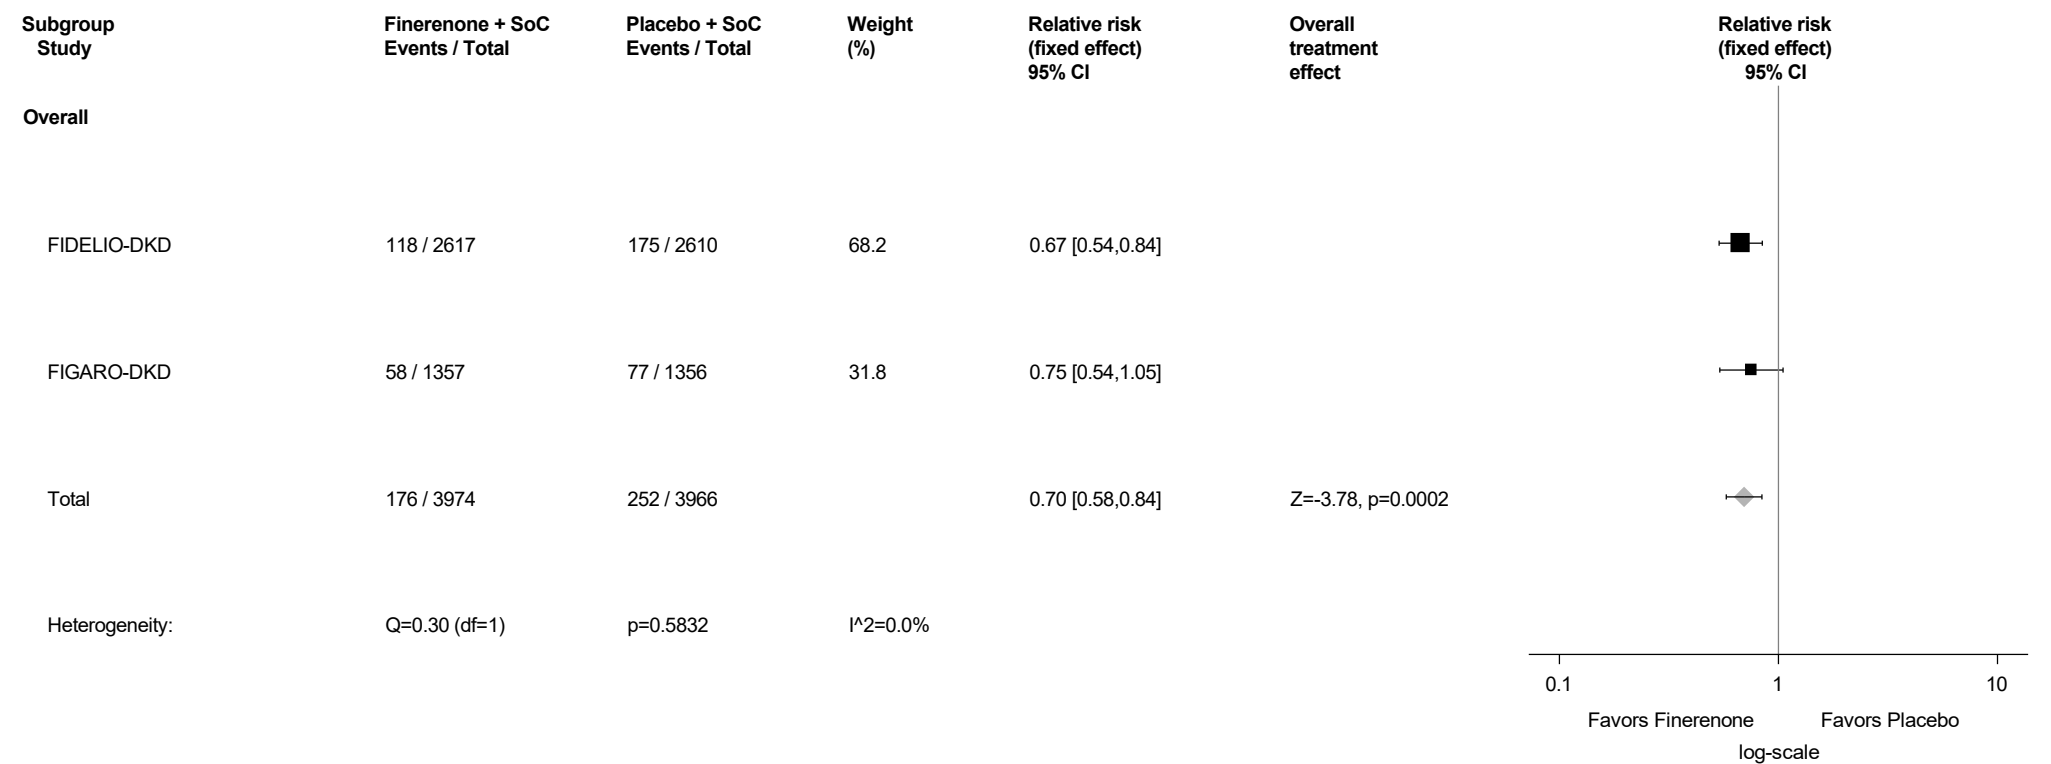 Subgroup Finerenone + SoC Placebo + SoC Weight Relative risk Overall Relative risk
Study Events / Total Events / Total (%) (fixed effect) treatment (fixed effect)
95% CI effect 95% CI
Overall
FIDELIO-DKD 118 / 2617 175 / 2610 68.2 0.67 [0.54,0.84]
FIGARO-DKD 58 / 1357 77 / 1356 31.8 0.75 [0.54,1.05]
Total 176 / 3974 252 / 3966 0.70 [0.58,0.84] Z=-3.78, p=0.0002
Heterogeneity: Q=0.30 (df=1) p=0.5832 I^2=0.0%
0.1 1 10
Favors Finerenone Favors Placebo
log-scale